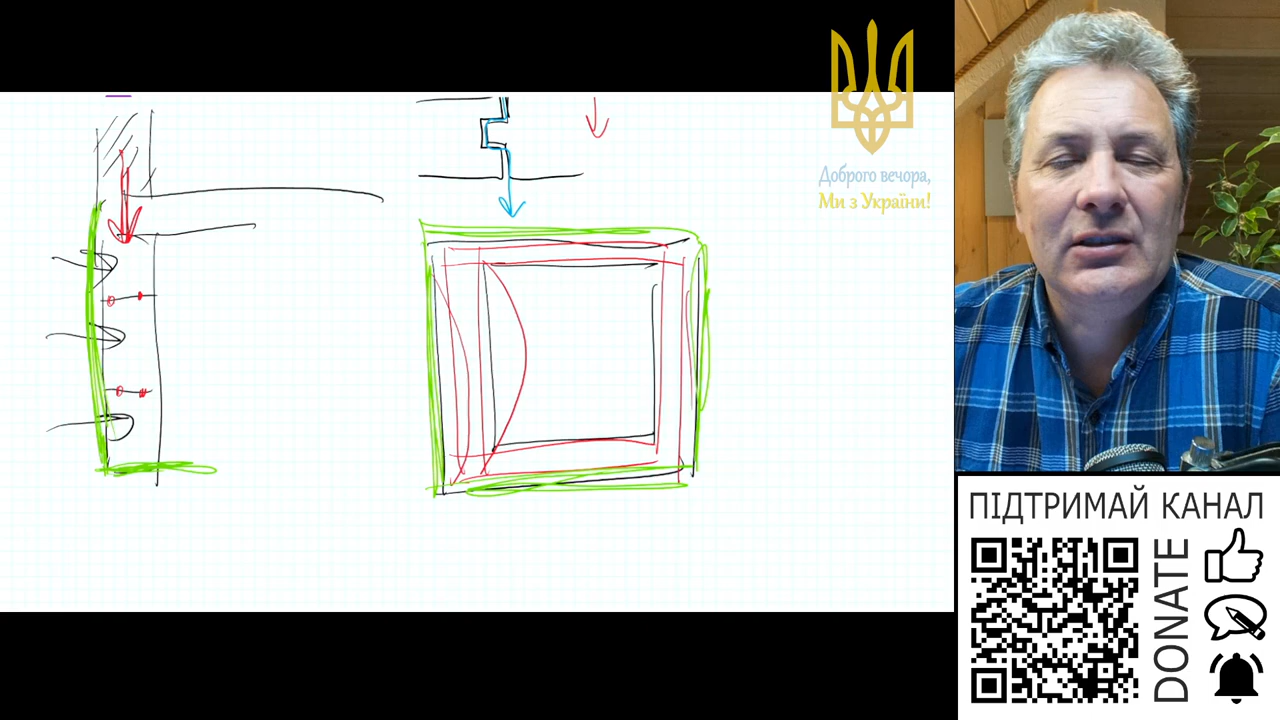 Доброго вечора,
Ми з України!
ПІДТРИМАЙ КАНАЛ
DONATE